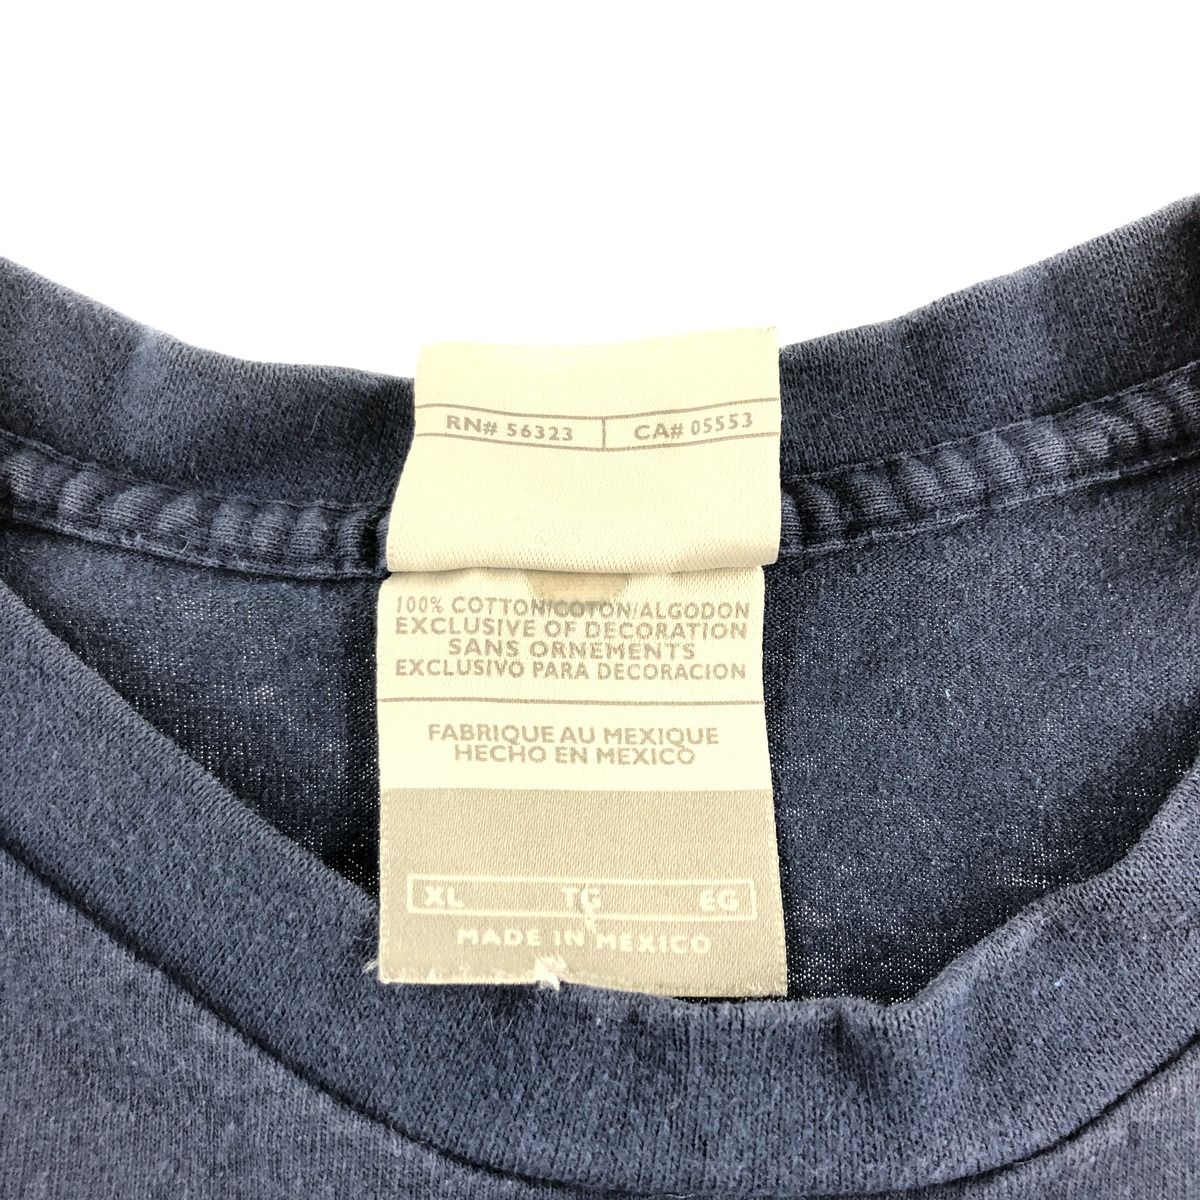 RN# 56323 CA# 05553
100% COTTON/COTON/ALGODON
EXCLUSIVE OF DECORATION
SANS ORNEMENTS
EXCLUSIVO PARA DECORACION
FABRIQUE AU MEXIQUE
HECHO EN MEXICO
XL TG EG
MADE IN MEXICO